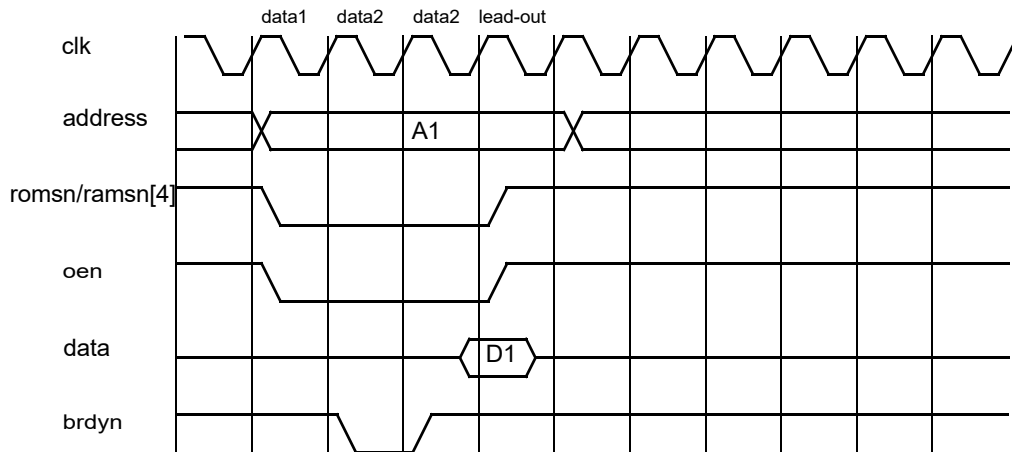 data1 data2 data2 lead-out
clk
address
A1
romsn/ramsn[4]
oen
data
D1
brdyn